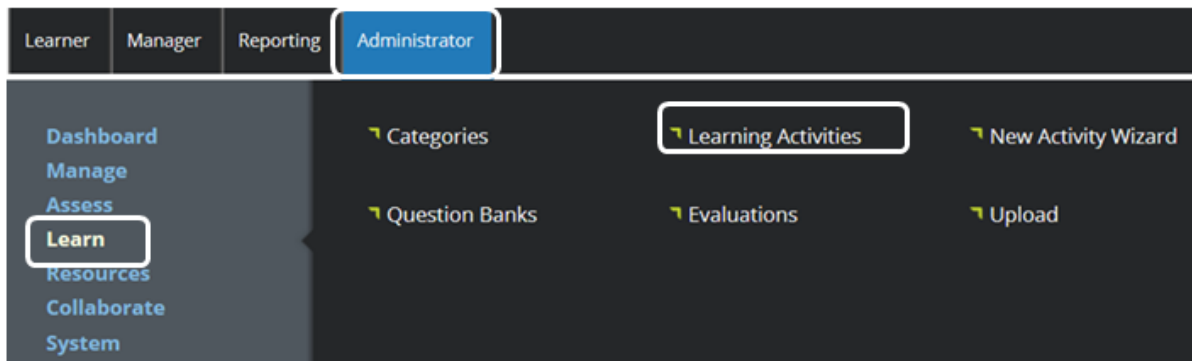 Learner Manager Reporting Administrator
Dashboard
Manage
Assess
Learn
Resources
Collaborate
System
Categories Learning Activities New Activity Wizard
Question Banks Evaluations Upload